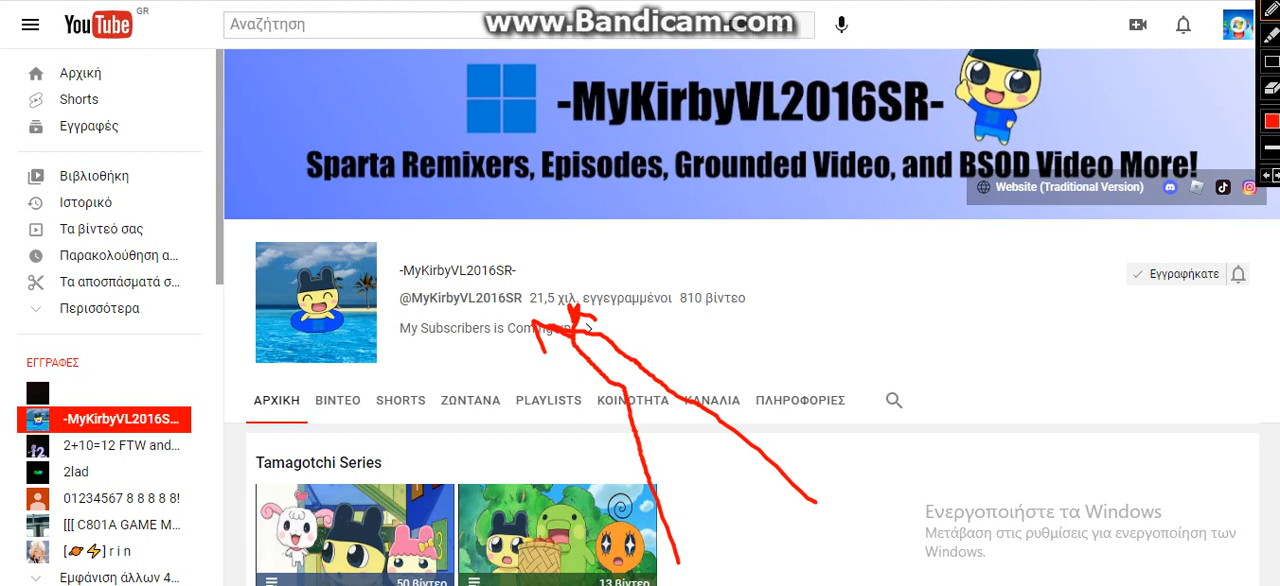 YouTube GR
Αναζήτηση
www.Bandicam.com
Αρχική
Shorts
Εγγραφές
Βιβλιοθήκη
Ιστορικό
Τα βίντεό σας
Παρακολούθηση α...
Τα αποσπάσματά σ...
Περισσότερα
ΕΓΓΡΑΦΕΣ
-MyKirbyVL2016S...
2+10=12 FTW and...
2lad
01234567 8 8 8 8 8!
[[[ C801A GAME M...
[🪐⚡] r i n
Εμφάνιση άλλων 4...
-MyKirbyVL2016SR-
Sparta Remixers, Episodes, Grounded Video, and BSOD Video More!
Website (Traditional Version)
-MyKirbyVL2016SR-
@MyKirbyVL2016SR 21,5 χιλ. εγγεγραμμένοι 810 βίντεο
My Subscribers is
Εγγραφήκατε
ΑΡΧΙΚΗ ΒΙΝΤΕΟ SHORTS ΖΩΝΤΑΝΑ PLAYLISTS ΚΟΙΝΟΤΗΤΑ ΚΑΝΑΛΙΑ ΠΛΗΡΟΦΟΡΙΕΣ
Tamagotchi Series
50 βίντεο
13 βίντεο
Ενεργοποιήστε τα Windows
Μετάβαση στις ρυθμίσεις για ενεργοποίηση των
Windows.